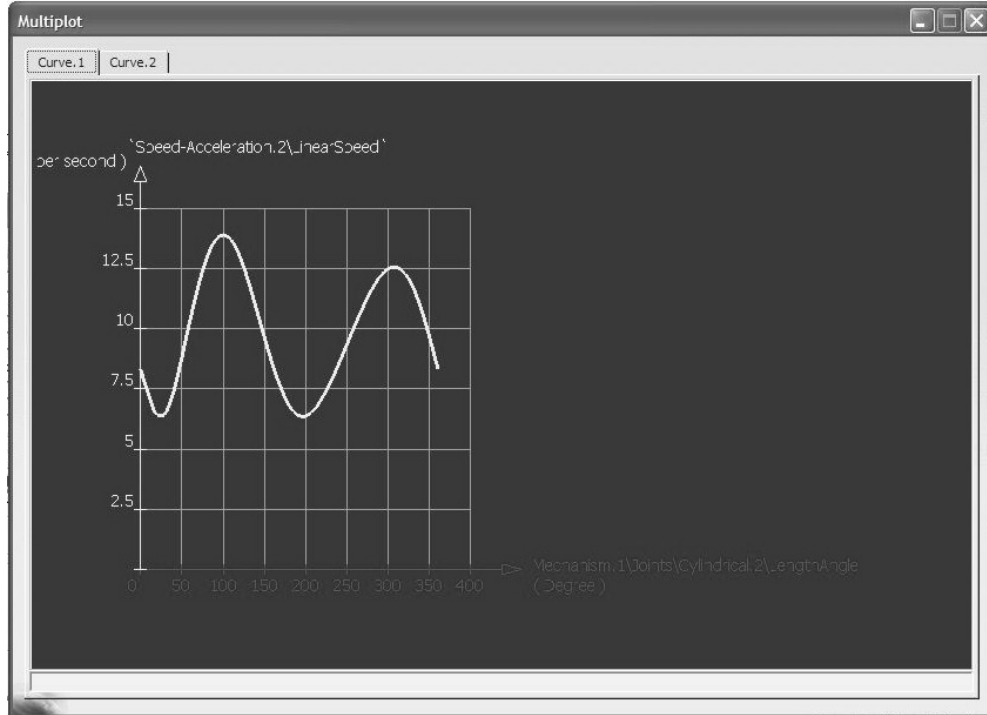 Multiplot
Curve.1 Curve.2
`Speed-Acceleration.2\LinearSpeed`
per second )
15
12.5
10
7.5
5
2.5
0 50 100 150 200 250 300 350 400
Mechanism.1\Joints\Cylindrical.2\LengthAngle
( Degree )